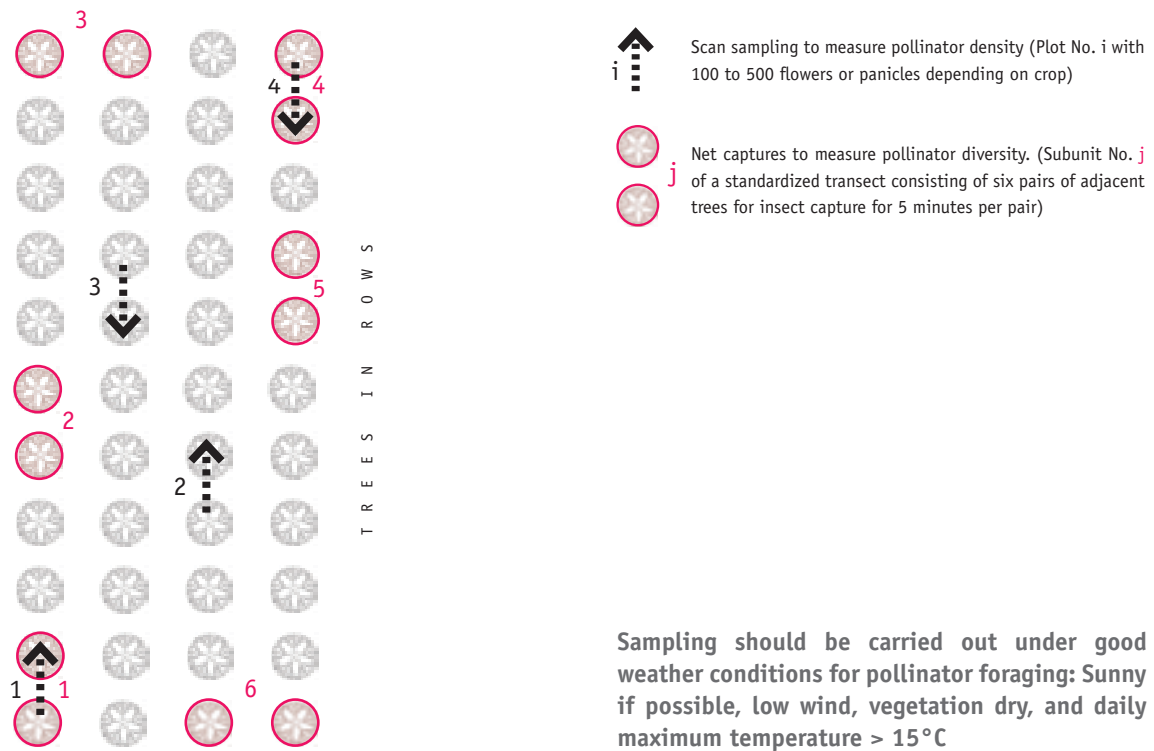 3
4 4
3
5
TREES IN ROWS
2
2
1 1
6
i
Scan sampling to measure pollinator density (Plot No. i with
100 to 500 flowers or panicles depending on crop)
j
Net captures to measure pollinator diversity. (Subunit No. j
of a standardized transect consisting of six pairs of adjacent
trees for insect capture for 5 minutes per pair)
Sampling should be carried out under good
weather conditions for pollinator foraging: Sunny
if possible, low wind, vegetation dry, and daily
maximum temperature > 15°C